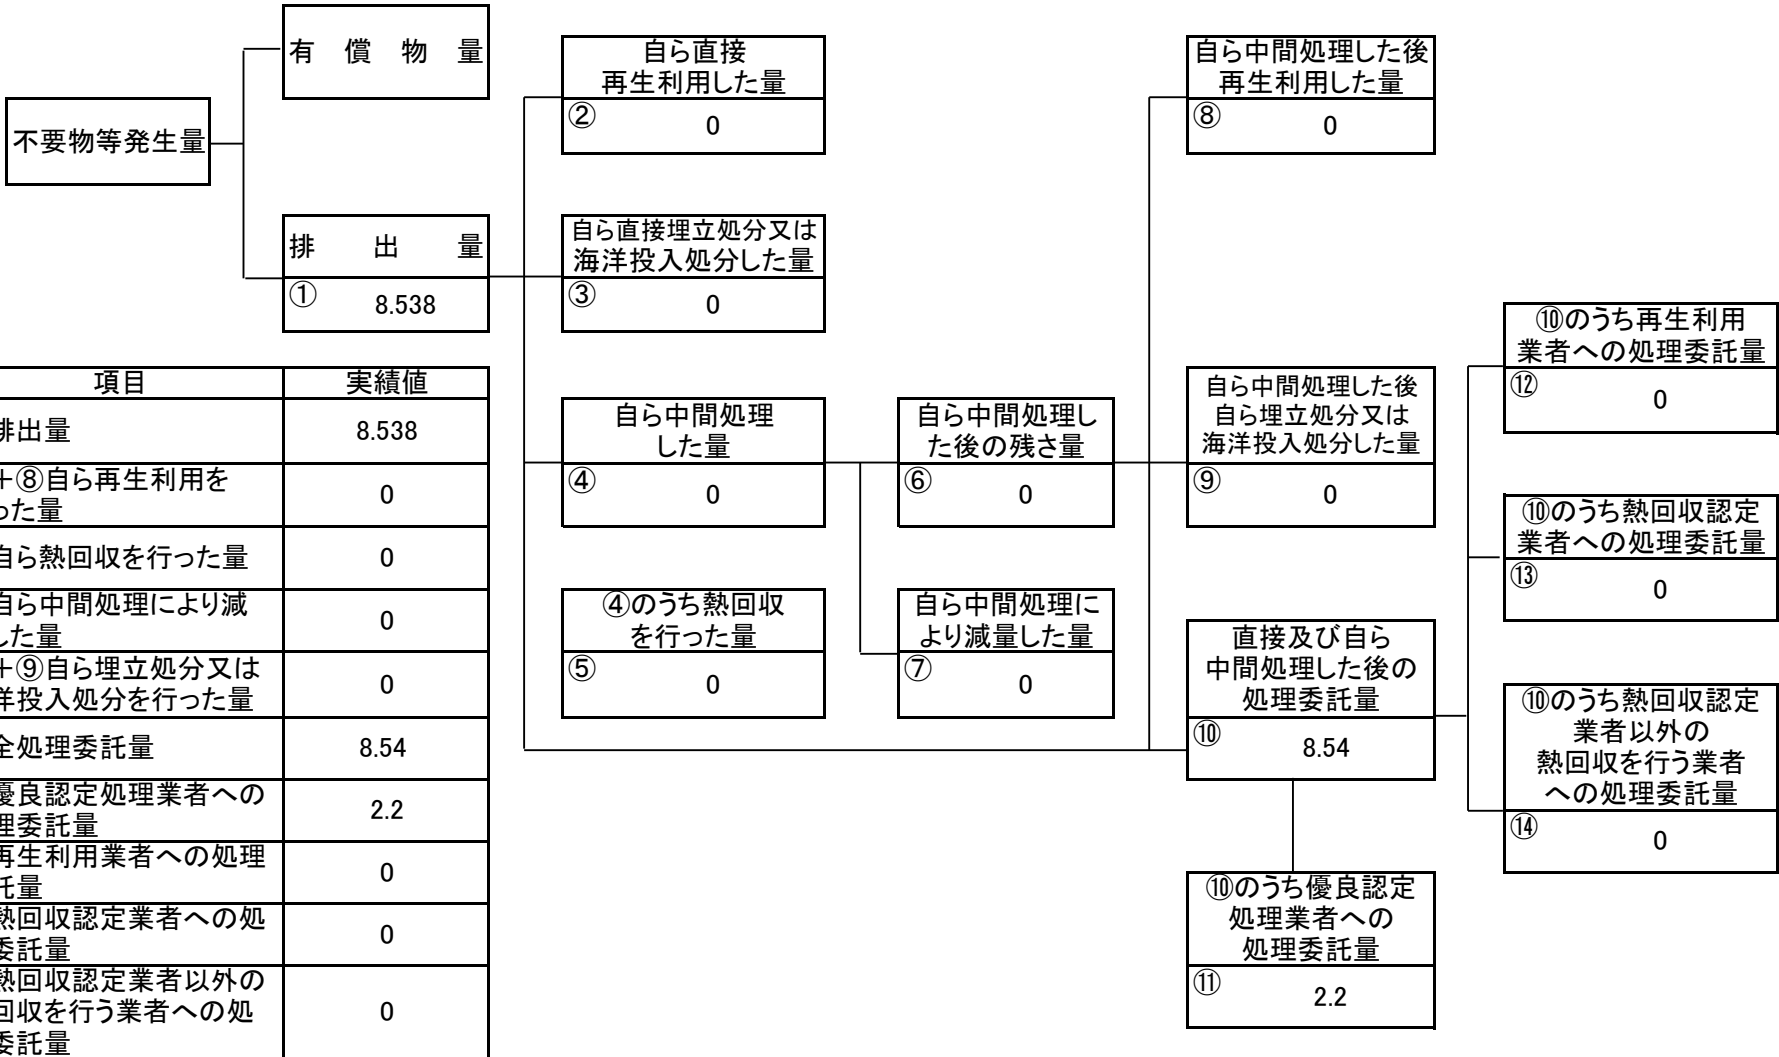 有償物量
不要物等発生量
排出量
①
8.538
自ら直接
再生利用した量
②
0
自ら直接埋立処分又は
海洋投入処分した量
③
0
自ら中間処理
した量
④
0
④のうち熱回収
を行った量
⑤
0
自ら中間処理し
た後の残さ量
⑥
0
自ら中間処理に
より減量した量
⑦
0
自ら中間処理した後
再生利用した量
⑧
0
自ら中間処理した後
自ら埋立処分又は
海洋投入処分した量
⑨
0
直接及び自ら
中間処理した後の
処理委託量
⑩
8.54
⑩のうち優良認定
処理業者への
処理委託量
⑪
2.2
⑩のうち再生利用
業者への処理委託量
⑫
0
⑩のうち熱回収認定
業者への処理委託量
⑬
0
⑩のうち熱回収認定
業者以外の
熱回収を行う業者
への処理委託量
⑭
0
項目 実績値
排出量
8.538
+⑧自ら再生利用を
った量
0
自ら熱回収を行った量
0
自ら中間処理により減
した量
0
+⑨自ら埋立処分又は
洋投入処分を行った量
0
全処理委託量
8.54
優良認定処理業者への
理委託量
2.2
再生利用業者への処理
託量
0
熱回収認定業者への処
委託量
0
熱回収認定業者以外の
回収を行う業者への処
委託量
0